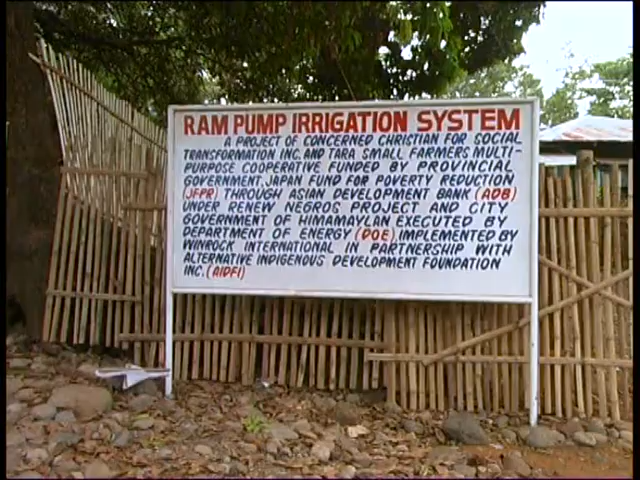 RAM PUMP IRRIGATION SYSTEM
A PROJECT OF CONCERNED CHRISTIAN FOR SOCIAL
TRANSFORMATION INC. AND TARA SMALL FARMERS MULTI-
PURPOSE COOPERATIVE FUNDED BY PROVINCIAL
GOVERNMENT, JAPAN FUND FOR POVERTY REDUCTION
(JFPR) THROUGH ASIAN DEVELOPMENT BANK (ADB)
UNDER RENEW NEGROS PROJECT AND CITY
GOVERNMENT OF HIMAMAYLAN EXECUTED BY
DEPARTMENT OF ENERGY (DOE) IMPLEMENTED BY
WINROCK INTERNATIONAL IN PARTNERSHIP WITH
ALTERNATIVE INDIGENOUS DEVELOPMENT FOUNDATION
INC. (AIDFI)